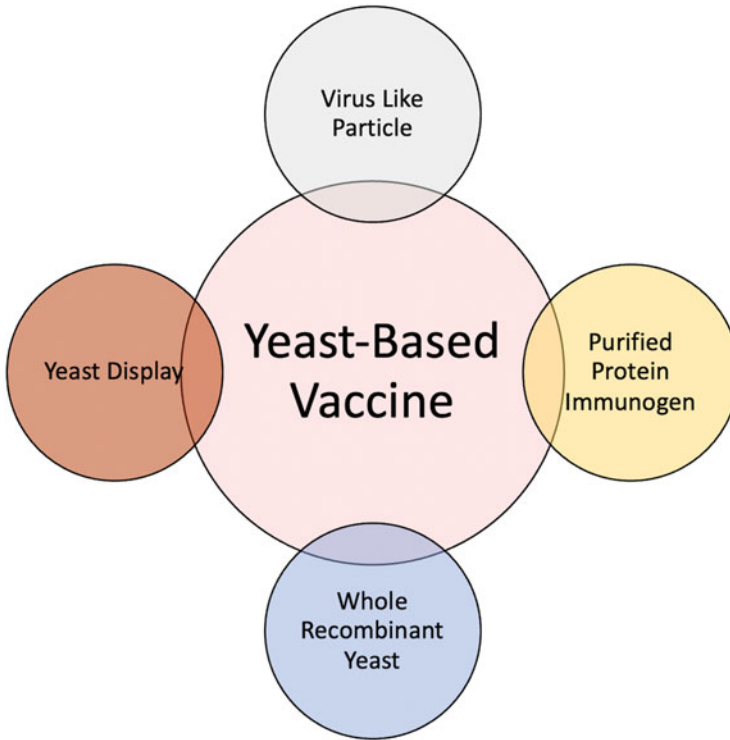 Virus Like
Particle
Yeast-Based
Vaccine
Yeast Display
Purified
Protein
Immunogen
Whole
Recombinant
Yeast